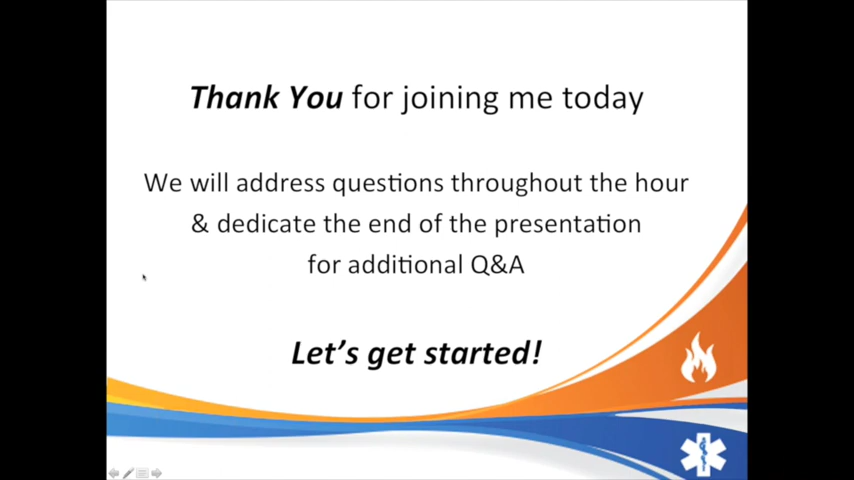 Thank You for joining me today
We will address questions throughout the hour
& dedicate the end of the presentation
for additional Q&A
Let's get started!